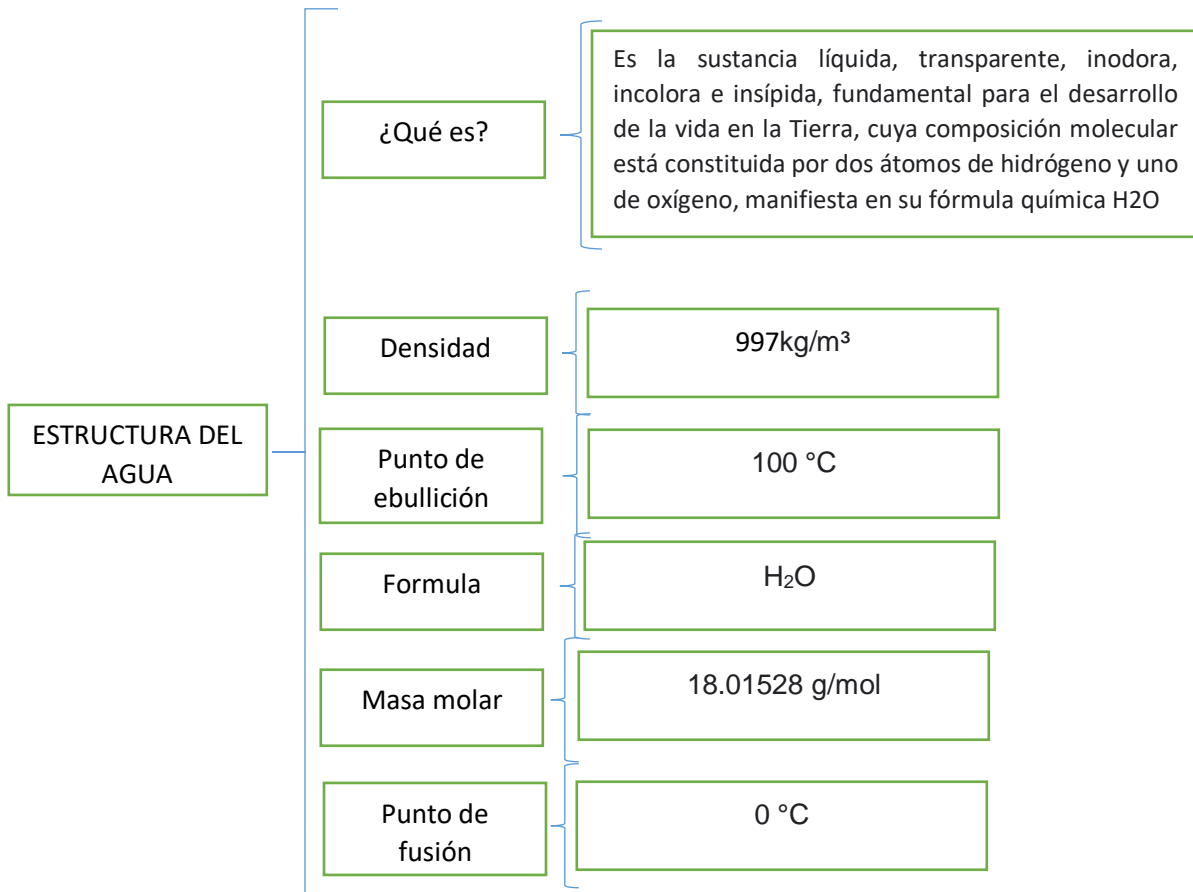 ESTRUCTURA DEL
AGUA
¿Qué es?
Es la sustancia líquida, transparente, inodora,
incolora e insípida, fundamental para el desarrollo
de la vida en la Tierra, cuya composición molecular
está constituida por dos átomos de hidrógeno y uno
de oxígeno, manifiesta en su fórmula química H2O
Densidad
997kg/m³
Punto de
ebullición
100 °C
Formula
H₂O
Masa molar
18.01528 g/mol
Punto de
fusión
0 °C